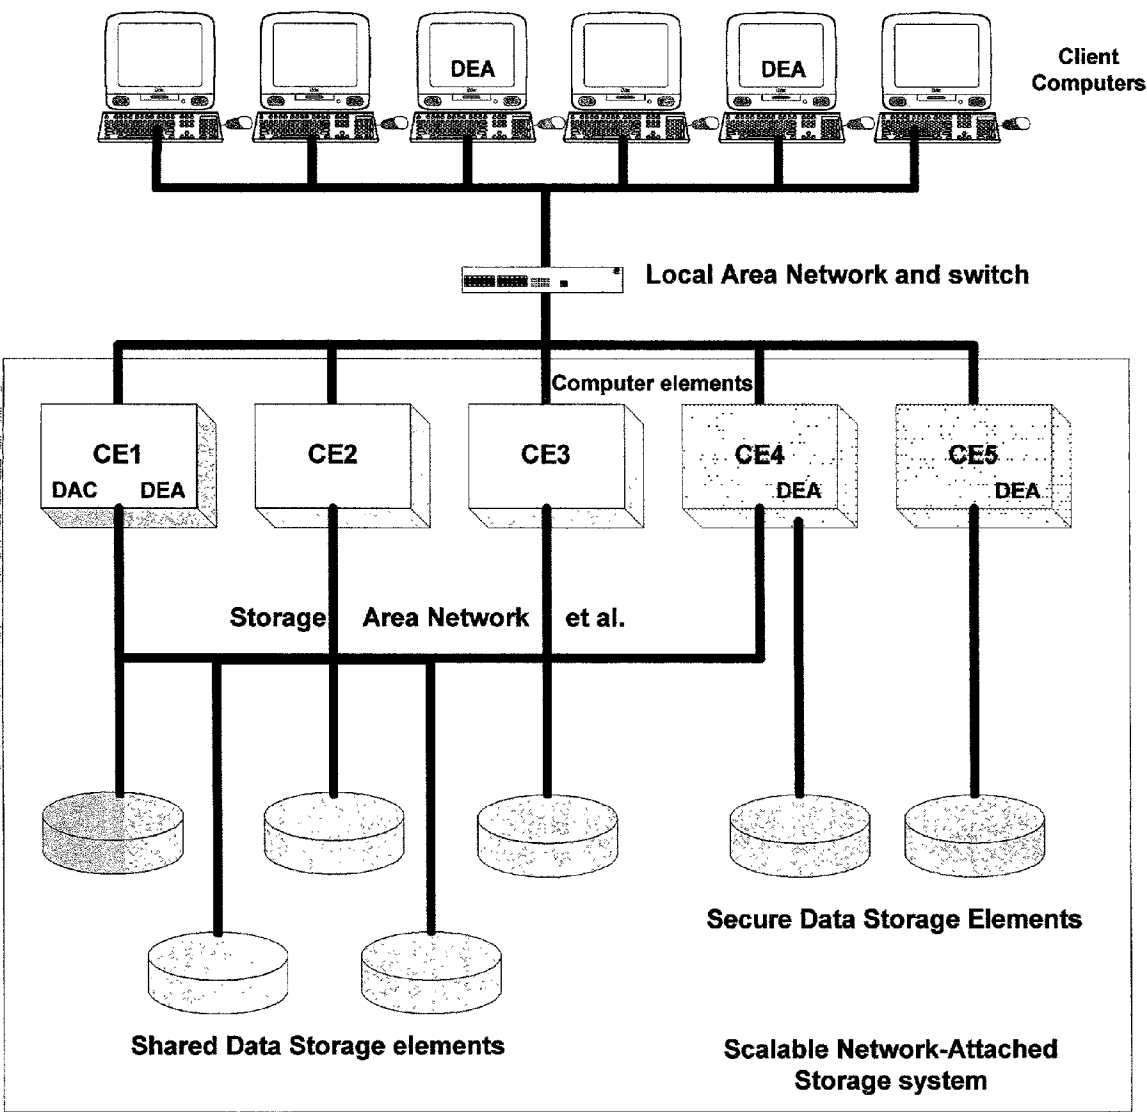 DEA
DEA
Client
Computers
Local Area Network and switch
Computer elements
CE1
CE2
CE3
CE4
CE5
DAC
DEA
DEA
DEA
Storage Area Network et al.
Secure Data Storage Elements
Shared Data Storage elements
Scalable Network-Attached
Storage system